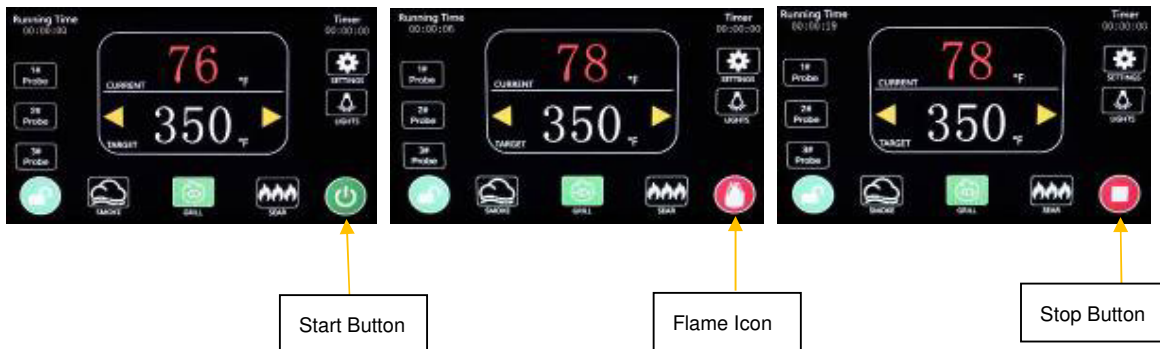 Running Time
00:00:00
Timer
00:00:00
1#
Probe
2#
Probe
3#
Probe
76 °F
CURRENT
350 °F
TARGET
SETTINGS
LIGHTS
SMOKE
GRILL
SEAR
Running Time
00:00:06
Timer
00:00:00
1#
Probe
2#
Probe
3#
Probe
78 °F
CURRENT
350 °F
TARGET
SETTINGS
LIGHTS
SMOKE
GRILL
SEAR
Running Time
00:00:19
Timer
00:00:00
1#
Probe
2#
Probe
3#
Probe
78 °F
CURRENT
350 °F
TARGET
SETTINGS
LIGHTS
SMOKE
GRILL
SEAR
Start Button
Flame Icon
Stop Button